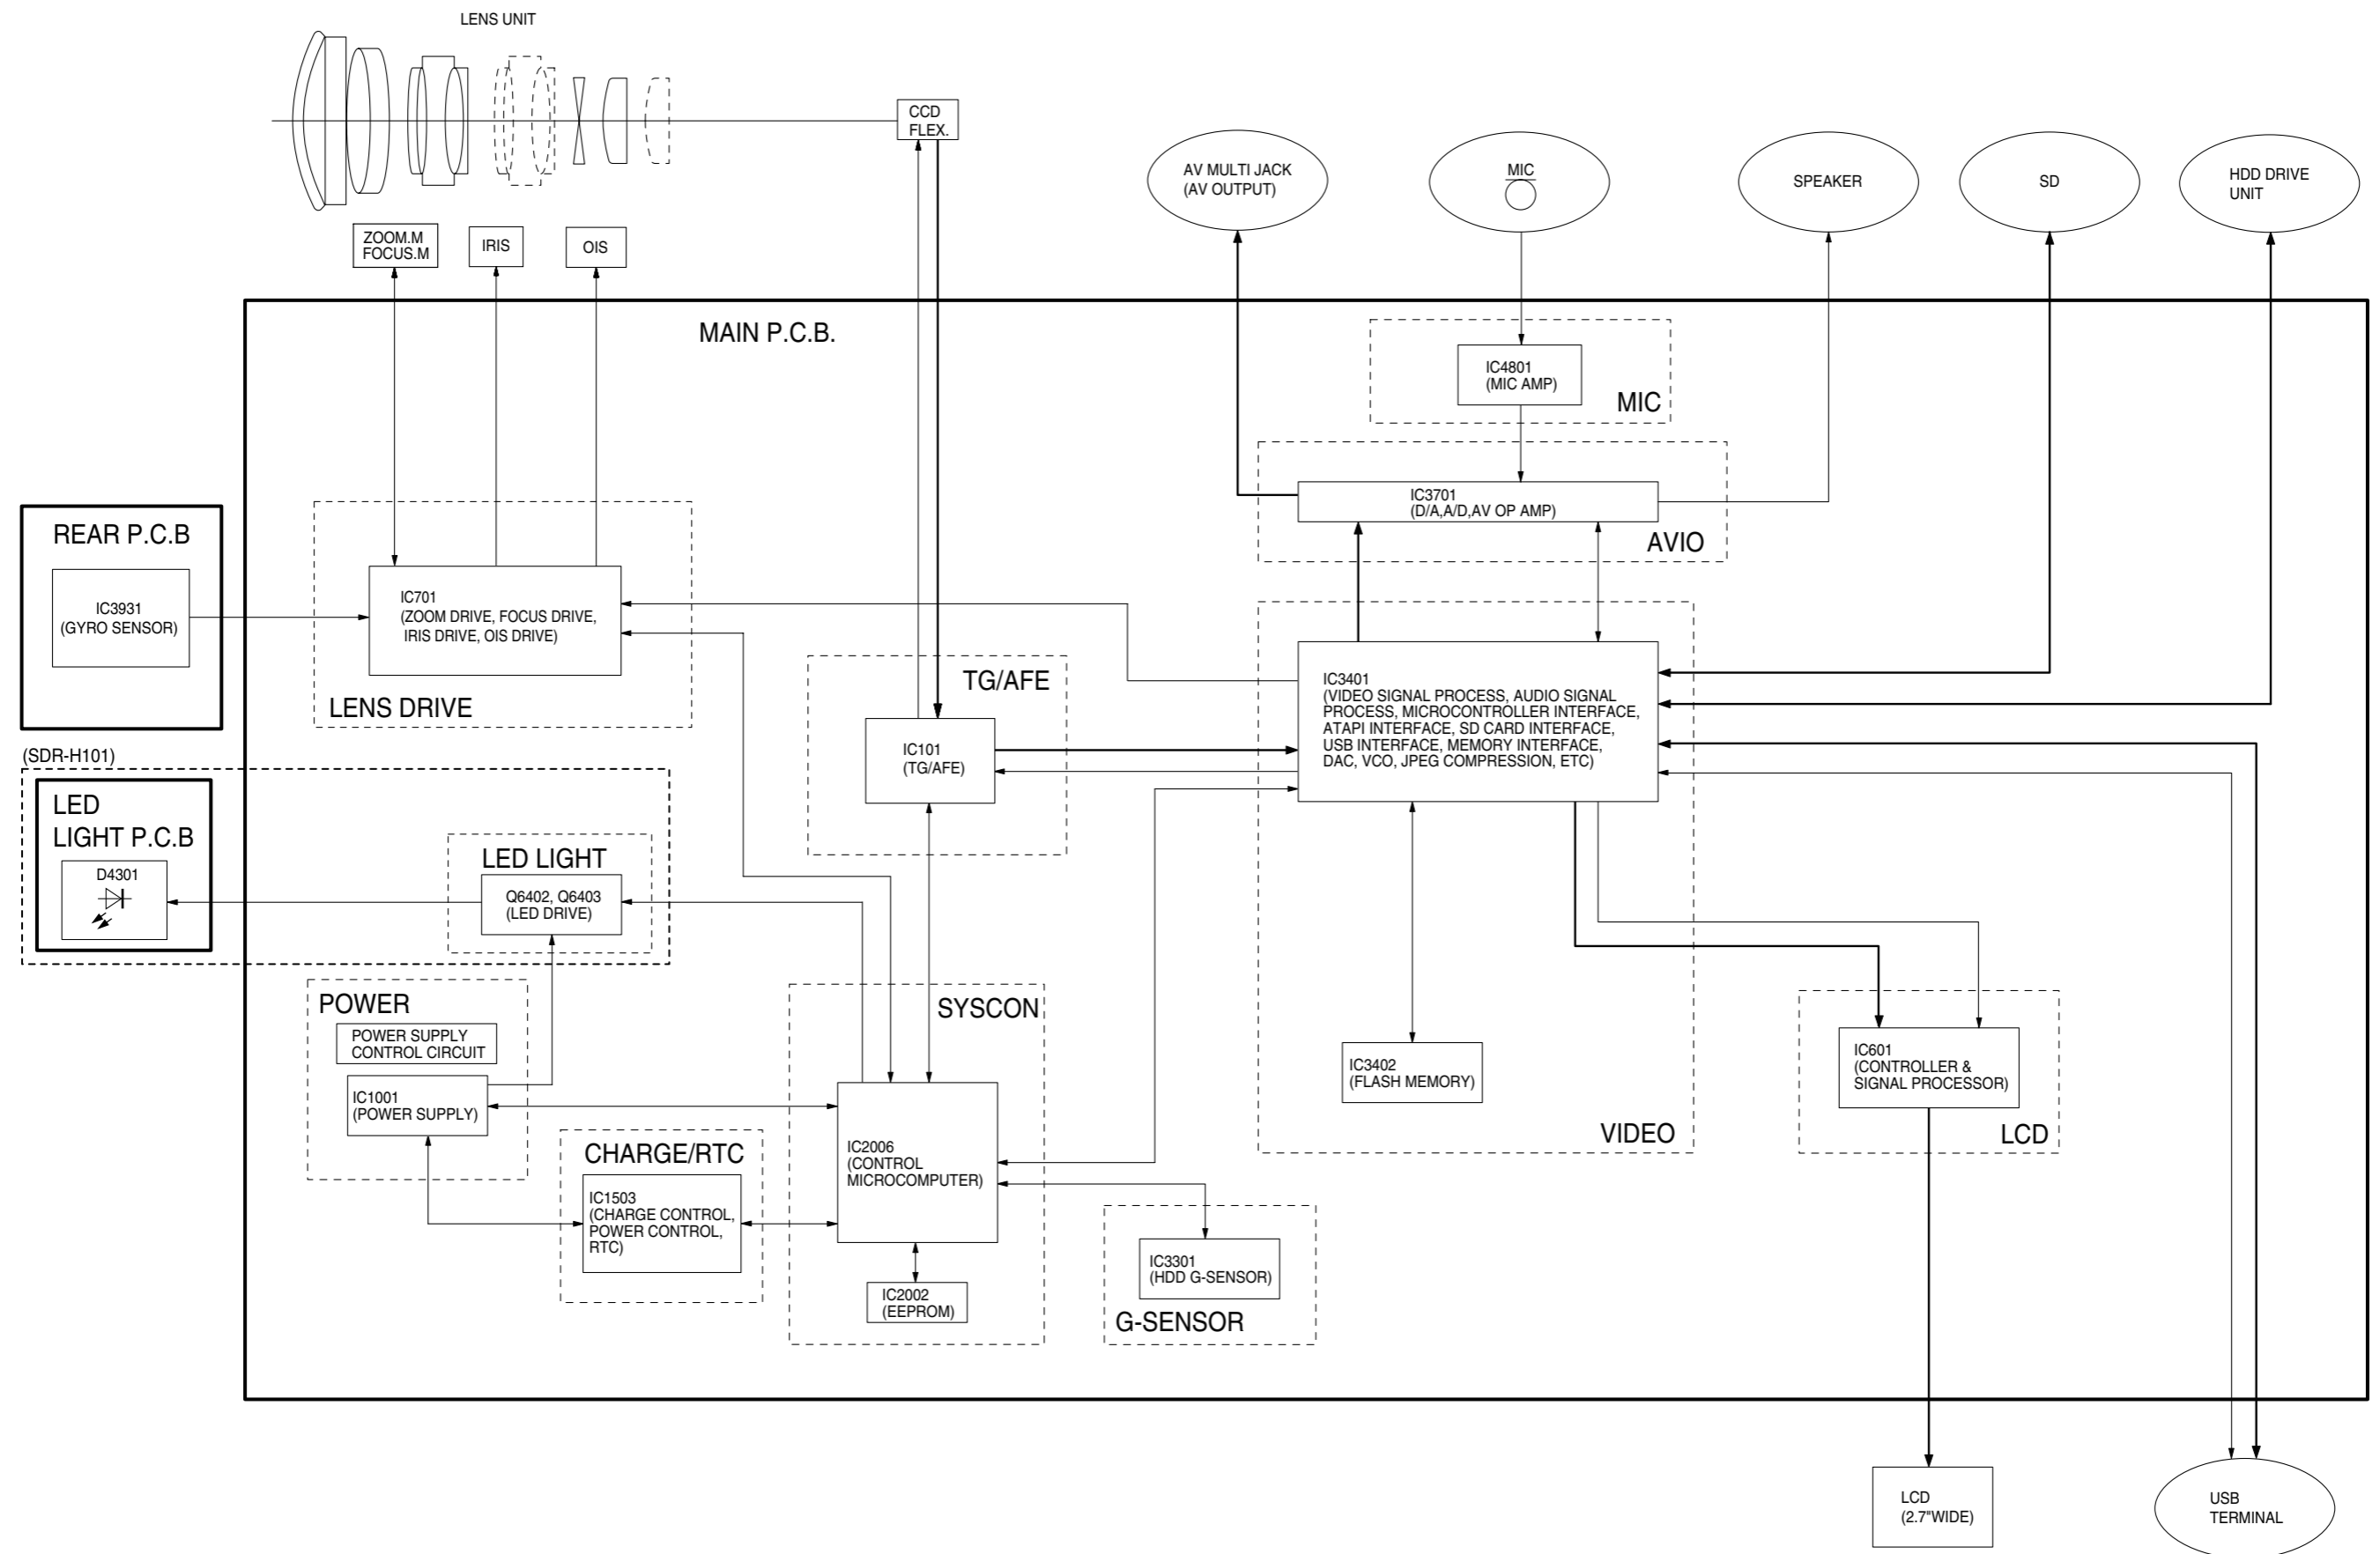 LENS UNIT
CCD
FLEX.
AV MULTI JACK
(AV OUTPUT)
MIC
SPEAKER
SD
HDD DRIVE
UNIT
ZOOM.M
FOCUS.M
IRIS
OIS
MAIN P.C.B.
IC4801
(MIC AMP)
MIC
IC3701
(D/A,A/D,AV OP AMP)
AVIO
REAR P.C.B
IC3931
(GYRO SENSOR)
IC701
(ZOOM DRIVE, FOCUS DRIVE,
IRIS DRIVE, OIS DRIVE)
LENS DRIVE
TG/AFE
IC101
(TG/AFE)
IC3401
(VIDEO SIGNAL PROCESS, AUDIO SIGNAL
PROCESS, MICROCONTROLLER INTERFACE,
ATAPI INTERFACE, SD CARD INTERFACE,
USB INTERFACE, MEMORY INTERFACE,
DAC, VCO, JPEG COMPRESSION, ETC)
(SDR-H101)
LED
LIGHT P.C.B
D4301
LED LIGHT
Q6402, Q6403
(LED DRIVE)
POWER
POWER SUPPLY
CONTROL CIRCUIT
IC1001
(POWER SUPPLY)
CHARGE/RTC
IC1503
(CHARGE CONTROL,
POWER CONTROL,
RTC)
SYSCON
IC2006
(CONTROL
MICROCOMPUTER)
IC2002
(EEPROM)
IC3301
(HDD G-SENSOR)
G-SENSOR
IC3402
(FLASH MEMORY)
VIDEO
IC601
(CONTROLLER &
SIGNAL PROCESSOR)
LCD
LCD
(2.7"WIDE)
USB
TERMINAL